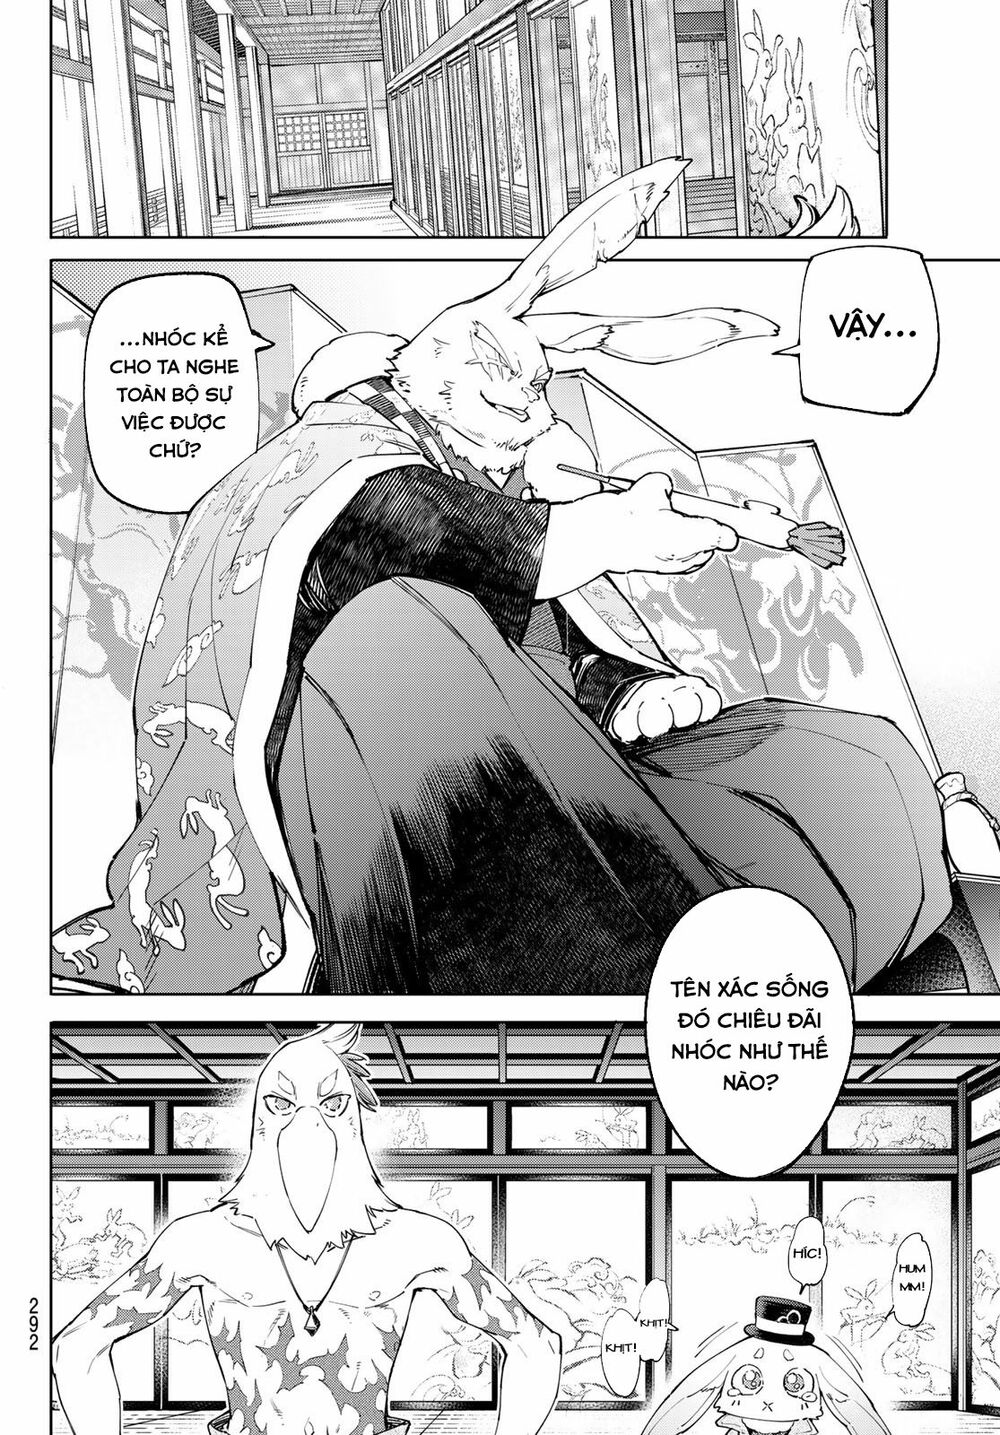 VẬY...
...NHÓC KỂ
CHO TA NGHE
TOÀN BỘ SỰ
VIỆC ĐƯỢC
CHỨ?
TÊN XÁC SỐNG
ĐÓ CHIÊU ĐÃI
NHÓC NHƯ THẾ
NÀO?
HÍC!
HUM
MM!
KHỊT!
KHỊT!
292